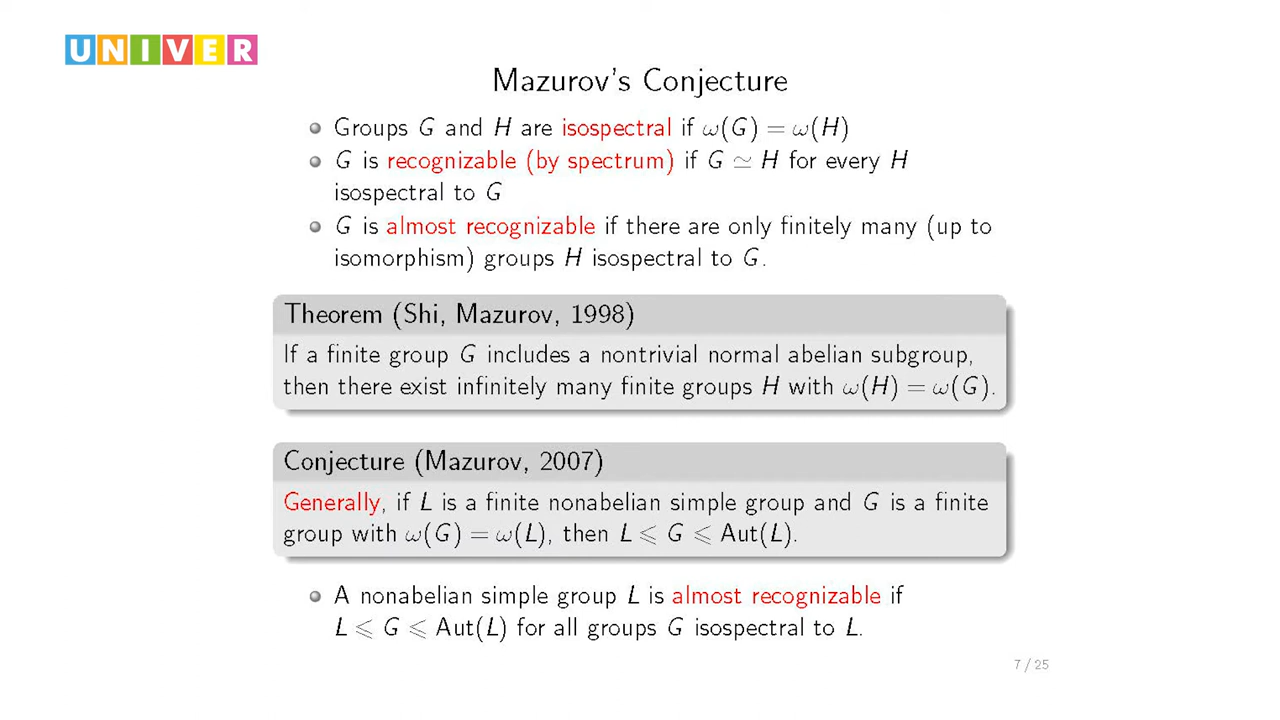 UNIVER
Mazurov's Conjecture
Groups G and H are isospectral if ω(G) = ω(H)
G is recognizable (by spectrum) if G ≃ H for every H
isospectral to G
G is almost recognizable if there are only finitely many (up to
isomorphism) groups H isospectral to G.
Theorem (Shi, Mazurov, 1998)
If a finite group G includes a nontrivial normal abelian subgroup,
then there exist infinitely many finite groups H with ω(H) = ω(G).
Conjecture (Mazurov, 2007)
Generally, if L is a finite nonabelian simple group and G is a finite
group with ω(G) = ω(L), then L ⩽ G ⩽ Aut(L).
A nonabelian simple group L is almost recognizable if
L ⩽ G ⩽ Aut(L) for all groups G isospectral to L.
7 / 25